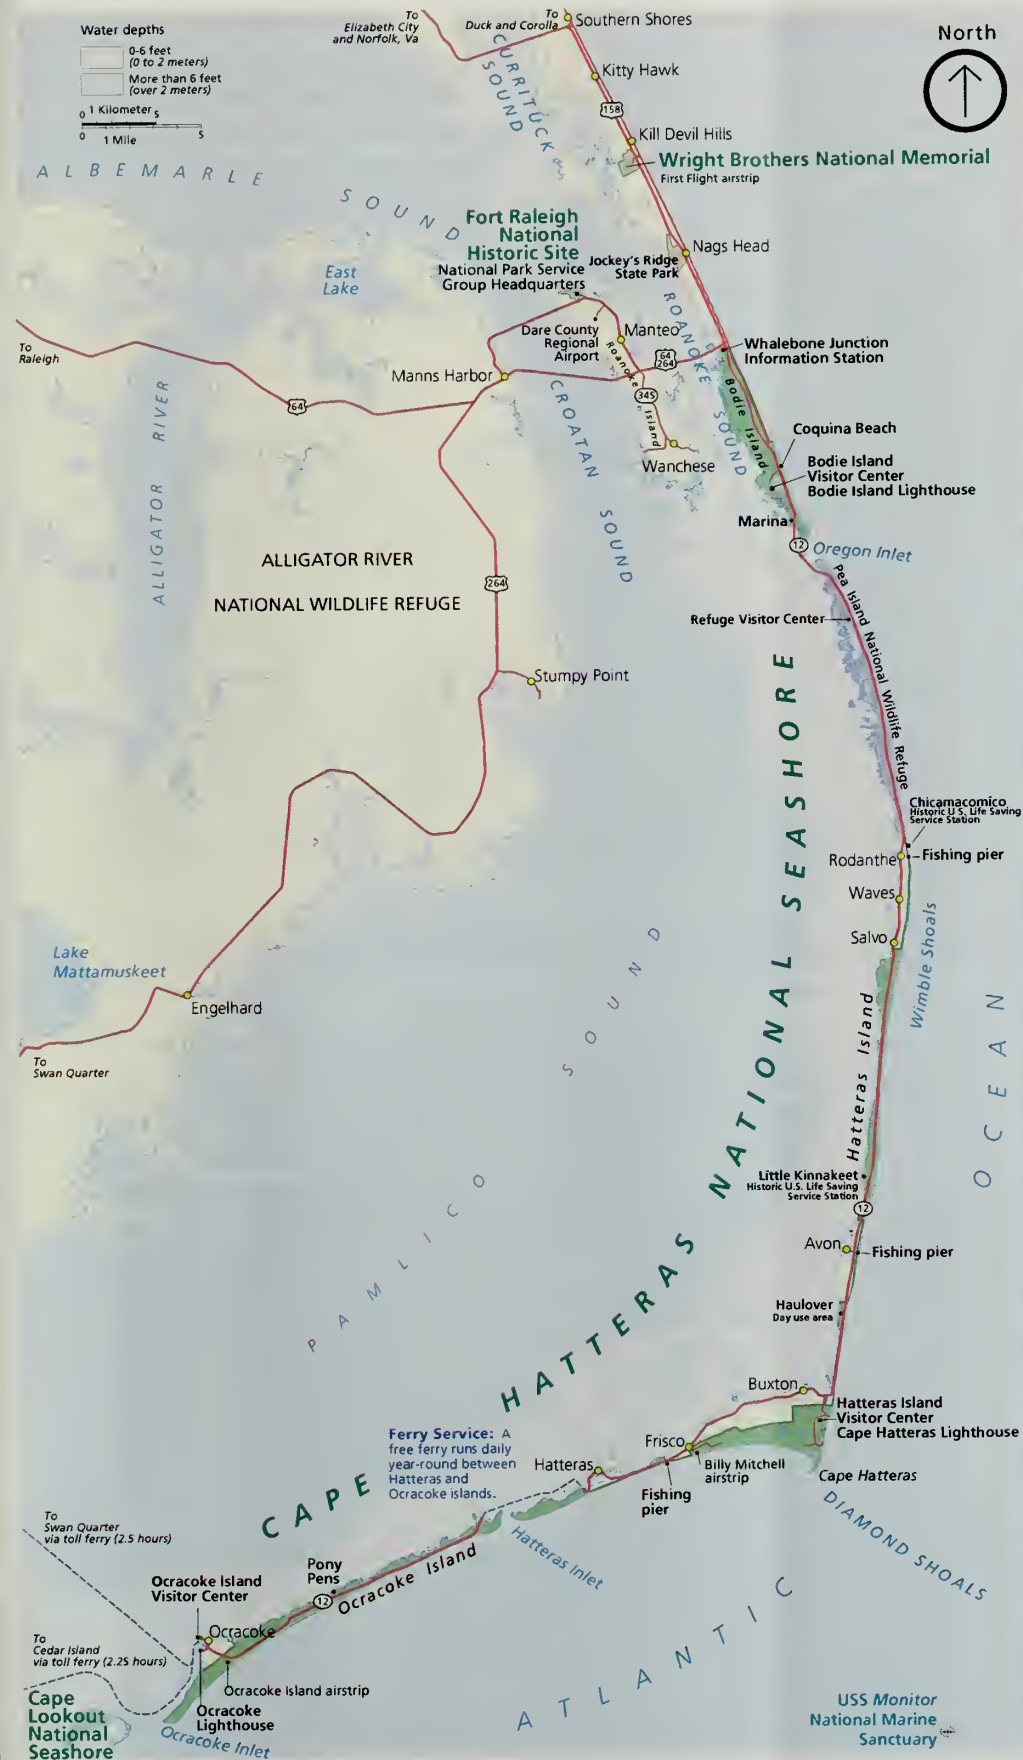 Water depths
0-6 feet
(0 to 2 meters)
More than 6 feet
(over 2 meters)
0 1 Kilometer 5
0 1 Mile 5
To
Elizabeth City
and Norfolk, Va
To
Duck and Corolla
Southern Shores
North
CURRITUCK
SOUND
Kitty Hawk
158
Kill Devil Hills
Wright Brothers National Memorial
First Flight airstrip
ALBEMARLE
SOUND
Fort Raleigh
National
Historic Site
National Park Service
Group Headquarters
Nags Head
Jockey's Ridge
State Park
East
Lake
ROANOKE
SOUND
Dare County
Regional
Airport
Manteo
Roanoke
Island
64
264
Whalebone Junction
Information Station
To
Raleigh
Manns Harbor
345
Bodie Island
64
ALLIGATOR RIVER
CROATAN
SOUND
Coquina Beach
Wanchese
Bodie Island
Visitor Center
Bodie Island Lighthouse
Marina
12
Oregon Inlet
ALLIGATOR RIVER
NATIONAL WILDLIFE REFUGE
264
Pea Island National Wildlife Refuge
Refuge Visitor Center
Stumpy Point
Chicamacomico
Historic U S. Life Saving
Service Station
Rodanthe
Fishing pier
Waves
Salvo
Wimble Shoals
Lake
Mattamuskeet
Engelhard
To
Swan Quarter
PAMLICO
SOUND
Hatteras Island
Little Kinnakeet
Historic U.S. Life Saving
Service Station
12
Avon
Fishing pier
Haulover
Day use area
CAPE HATTERAS NATIONAL SEASHORE
Buxton
Hatteras Island
Visitor Center
Cape Hatteras Lighthouse
Ferry Service: A
free ferry runs daily
year-round between
Hatteras and
Ocracoke islands.
Frisco
Hatteras
Billy Mitchell
airstrip
Fishing
pier
Cape Hatteras
DIAMOND SHOALS
To
Swan Quarter
via toll ferry (2.5 hours)
Hatteras Inlet
Pony
Pens
Ocracoke Island
12
Ocracoke Island
Visitor Center
Ocracoke
To
Cedar Island
via toll ferry (2.25 hours)
Ocracoke Island airstrip
Ocracoke
Lighthouse
Cape
Lookout
National
Seashore
Ocracoke Inlet
ATLANTIC
OCEAN
USS Monitor
National Marine
Sanctuary